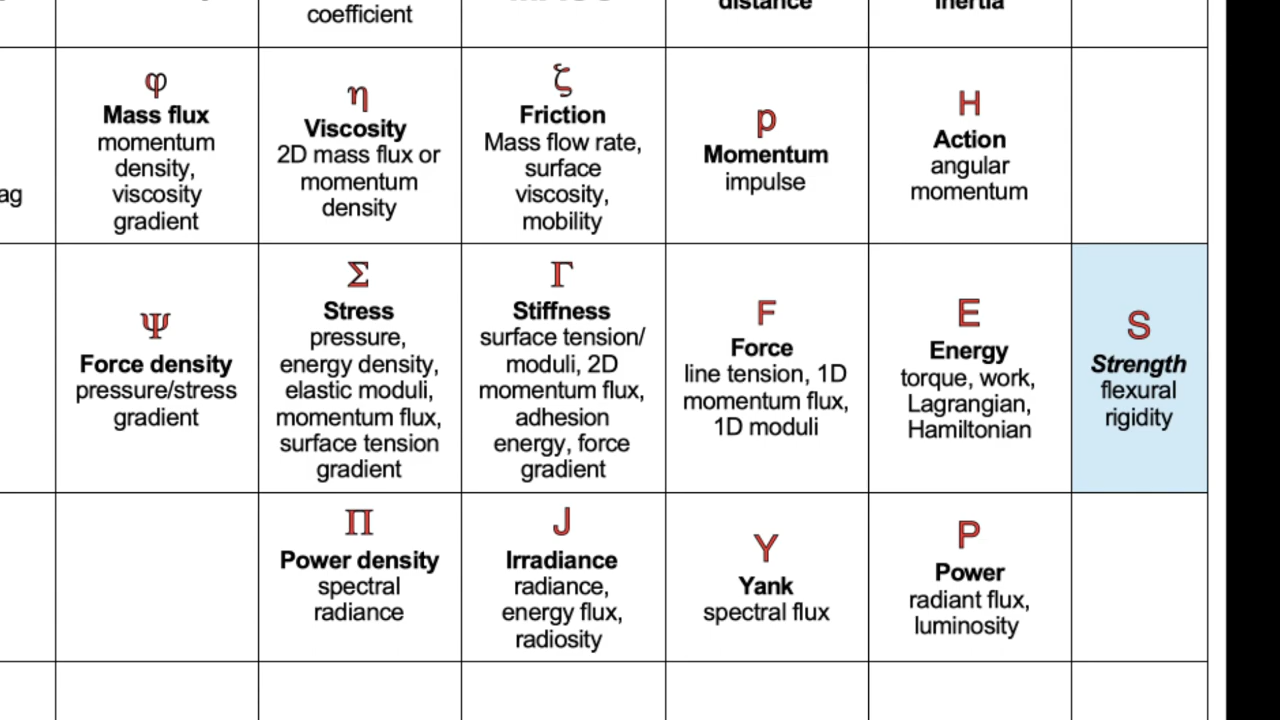 coefficient
distance
inertia
φ
Mass flux
momentum
density,
viscosity
gradient
η
Viscosity
2D mass flux or
momentum
density
ζ
Friction
Mass flow rate,
surface
viscosity,
mobility
p
Momentum
impulse
H
Action
angular
momentum
ag
Ψ
Force density
pressure/stress
gradient
Σ
Stress
pressure,
energy density,
elastic moduli,
momentum flux,
surface tension
gradient
Γ
Stiffness
surface tension/
moduli, 2D
momentum flux,
adhesion
energy, force
gradient
F
Force
line tension, 1D
momentum flux,
1D moduli
E
Energy
torque, work,
Lagrangian,
Hamiltonian
S
Strength
flexural
rigidity
Π
Power density
spectral
radiance
J
Irradiance
radiance,
energy flux,
radiosity
Y
Yank
spectral flux
P
Power
radiant flux,
luminosity